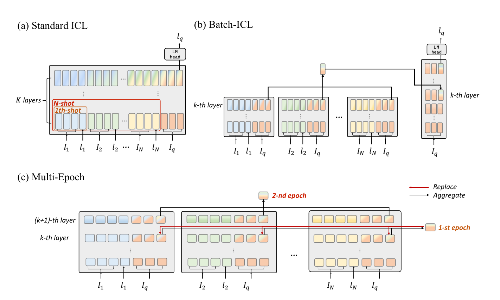 (a) Standard ICL
l_q
LM head
K layers
N-shot
1th-shot
I_1 l_1 I_2 l_2 ... I_N l_N I_q
(b) Batch-ICL
l_q
LM head
k-th layer
k-th layer
...
I_1 l_1 I_q I_2 l_2 I_q I_N l_N I_q
I_q
(c) Multi-Epoch
Replace
Aggregate
2-nd epoch
(k+1)-th layer
k-th layer
1-st epoch
...
I_1 l_1 I_q I_2 l_2 I_q I_N l_N I_q